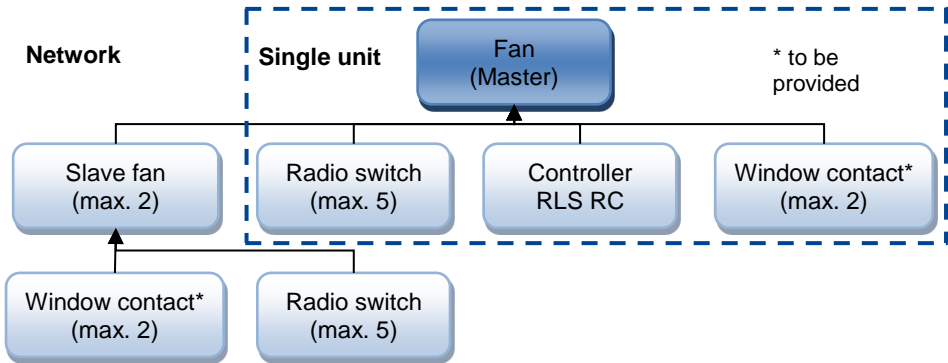 Network
Single unit
Fan
(Master)
* to be
provided
Slave fan
(max. 2)
Radio switch
(max. 5)
Controller
RLS RC
Window contact*
(max. 2)
Window contact*
(max. 2)
Radio switch
(max. 5)